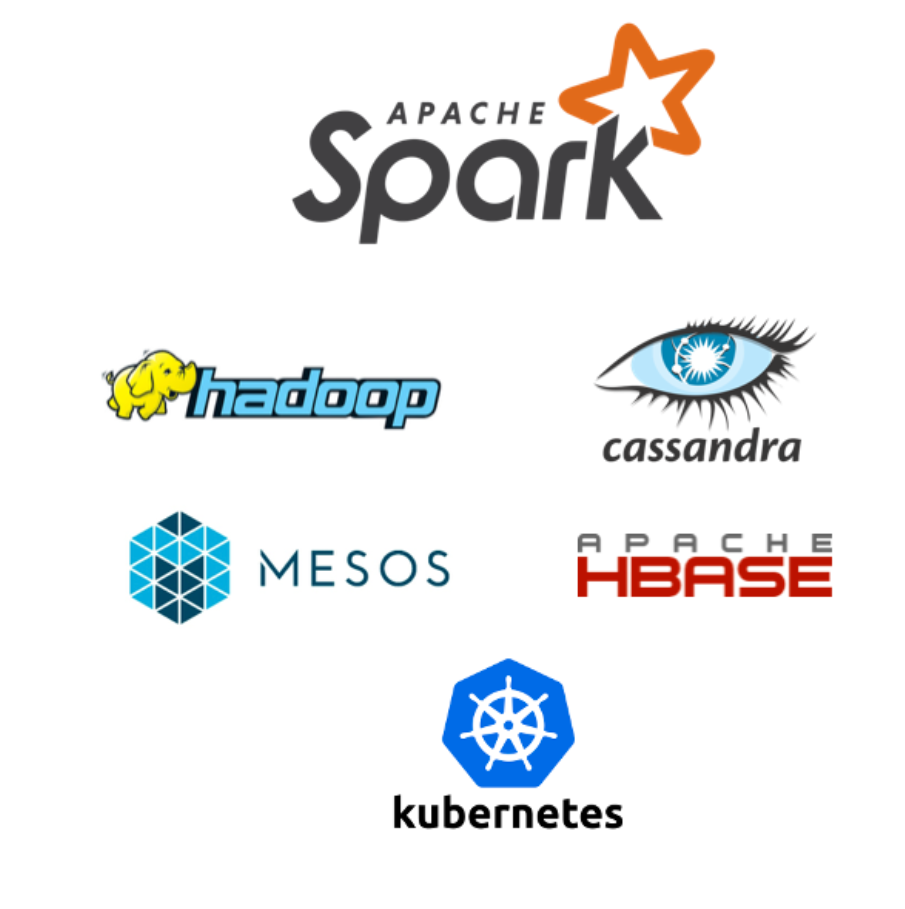 APACHE
Spark
hadoop
cassandra
MESOS
APACHE
HBASE
kubernetes